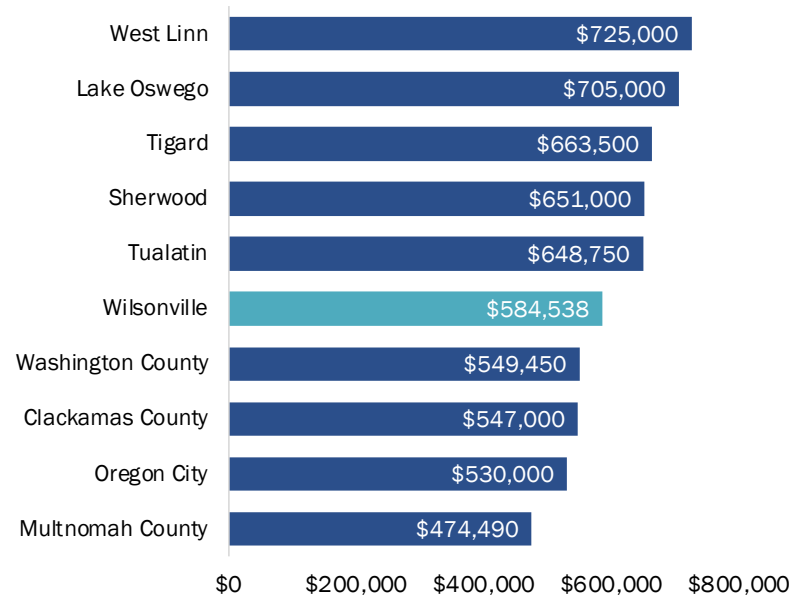 West Linn $725,000
Lake Oswego $705,000
Tigard $663,500
Sherwood $651,000
Tualatin $648,750
Wilsonville $584,538
Washington County $549,450
Clackamas County $547,000
Oregon City $530,000
Multnomah County $474,490
$0 $200,000 $400,000 $600,000 $800,000